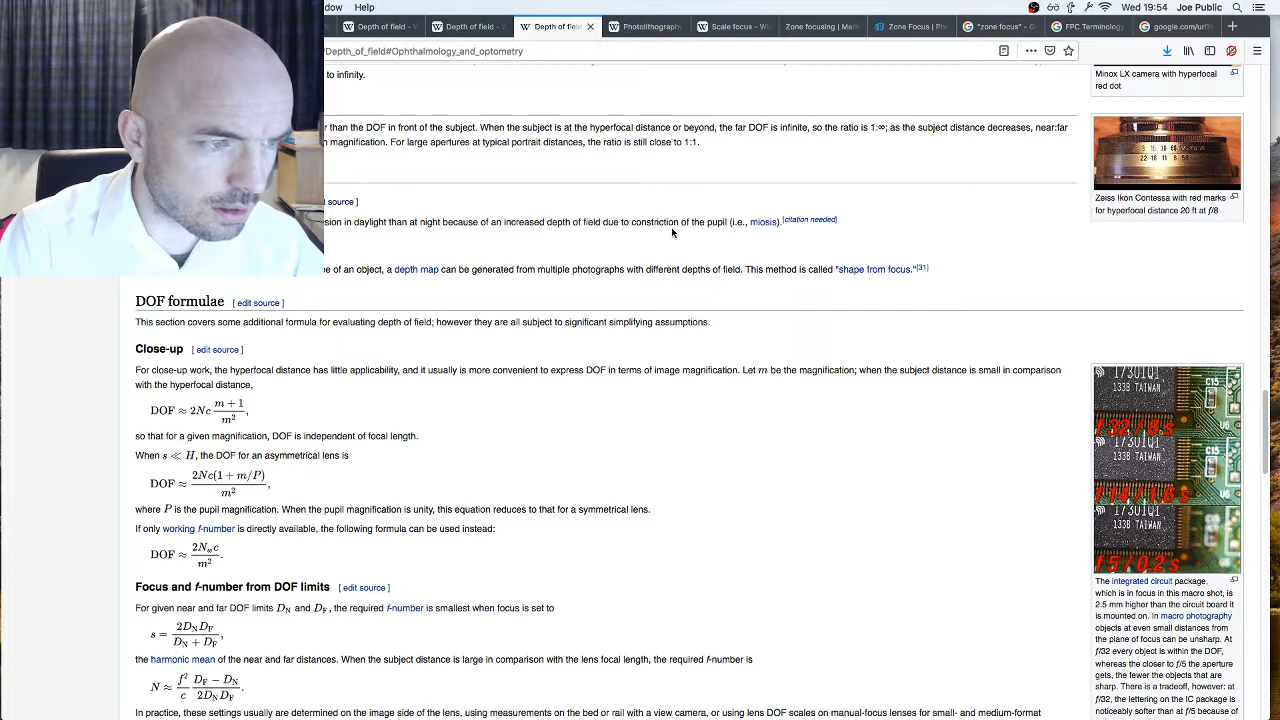 ndow Help
Wed 19:54 Joe Public
Depth of field - Depth of field - Depth of fiel Photolithography Scale focus - Wi Zone focusing | Ma Zone Focus | Ph "zone focus" - G FPC Terminology google.com/url?
/Depth_of_field#Ophthalmology_and_optometry
to infinity.
Minox LX camera with hyperfocal
red dot
r than the DOF in front of the subject. When the subject is at the hyperfocal distance or beyond, the far DOF is infinite, so the ratio is 1:∞; as the subject distance decreases, near:far
n magnification. For large apertures at typical portrait distances, the ratio is still close to 1:1.
Zeiss Ikon Contessa with red marks
for hyperfocal distance 20 ft at f/8
source ]
sion in daylight than at night because of an increased depth of field due to constriction of the pupil (i.e., miosis).[citation needed]
e of an object, a depth map can be generated from multiple photographs with different depths of field. This method is called "shape from focus."[31]
DOF formulae [ edit source ]
This section covers some additional formula for evaluating depth of field; however they are all subject to significant simplifying assumptions.
Close-up [ edit source ]
For close-up work, the hyperfocal distance has little applicability, and it usually is more convenient to express DOF in terms of image magnification. Let m be the magnification; when the subject distance is small in comparison
with the hyperfocal distance,
DOF ≈ 2Nc (m + 1)/m²,
so that for a given magnification, DOF is independent of focal length.
When s ≪ H, the DOF for an asymmetrical lens is
DOF ≈ 2Nc(1 + m/P)/m²,
where P is the pupil magnification. When the pupil magnification is unity, this equation reduces to that for a symmetrical lens.
If only working f-number is directly available, the following formula can be used instead:
DOF ≈ 2N_w c/m².
Focus and f-number from DOF limits [ edit source ]
For given near and far DOF limits D_N and D_F, the required f-number is smallest when focus is set to
s = 2D_N D_F/(D_N + D_F),
the harmonic mean of the near and far distances. When the subject distance is large in comparison with the lens focal length, the required f-number is
N ≈ f²/c (D_F − D_N)/(2D_N D_F).
In practice, these settings usually are determined on the image side of the lens, using measurements on the bed or rail with a view camera, or using lens DOF scales on manual-focus lenses for small- and medium-format
133B TAIWAN
C15
U6
f32/8s
133B TAIWAN
C15
U6
f14/1.6s
133B TAIWAN
f5/0.2s
The integrated circuit package,
which is in focus in this macro shot, is
2.5 mm higher than the circuit board it
is mounted on. In macro photography
objects at even small distances from
the plane of focus can be unsharp. At
f/32 every object is within the DOF,
whereas the closer to f/5 the aperture
gets, the fewer the objects that are
sharp. There is a tradeoff, however: at
f/32, the lettering on the IC package is
noticeably softer than at f/5 because of